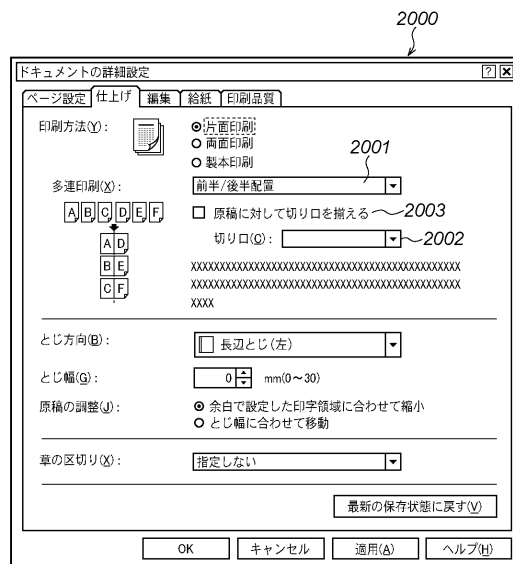 2000
ドキュメントの詳細設定
ページ設定 仕上げ 編集 給紙 印刷品質
印刷方法(Y):
片面印刷
両面印刷
製本印刷
2001
多連印刷(X):
前半/後半配置
A B C D E F
原稿に対して切り口を揃える 2003
切り口(C): 2002
A D
B E
C F
XXXXXXXXXXXXXXXXXXXXXXXXXXXXXXXXXXXXXXXXXXX
XXXXXXXXXXXXXXXXXXXXXXXXXXXXXXXXXXXXXXXXXXX
XXXX
とじ方向(B):
長辺とじ(左)
とじ幅(G):
0 mm(0〜30)
原稿の調整(J):
余白で設定した印字領域に合わせて縮小
とじ幅に合わせて移動
章の区切り(X):
指定しない
最新の保存状態に戻す(V)
OK キャンセル 適用(A) ヘルプ(H)